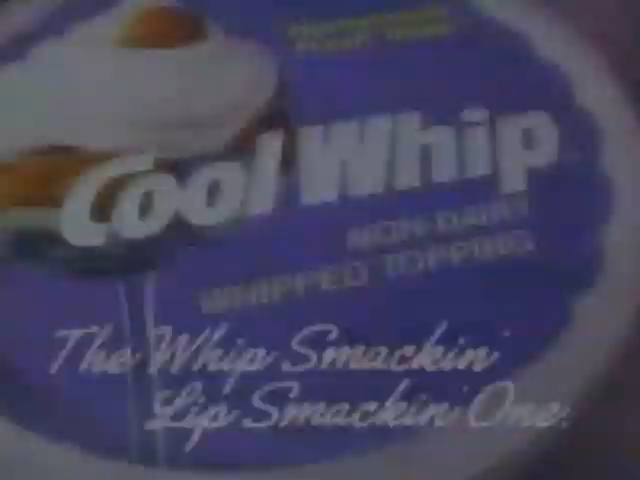 Cool Whip
NON-DAIRY
WHIPPED TOPPING
The Whip Smackin'
Lip Smackin' One.